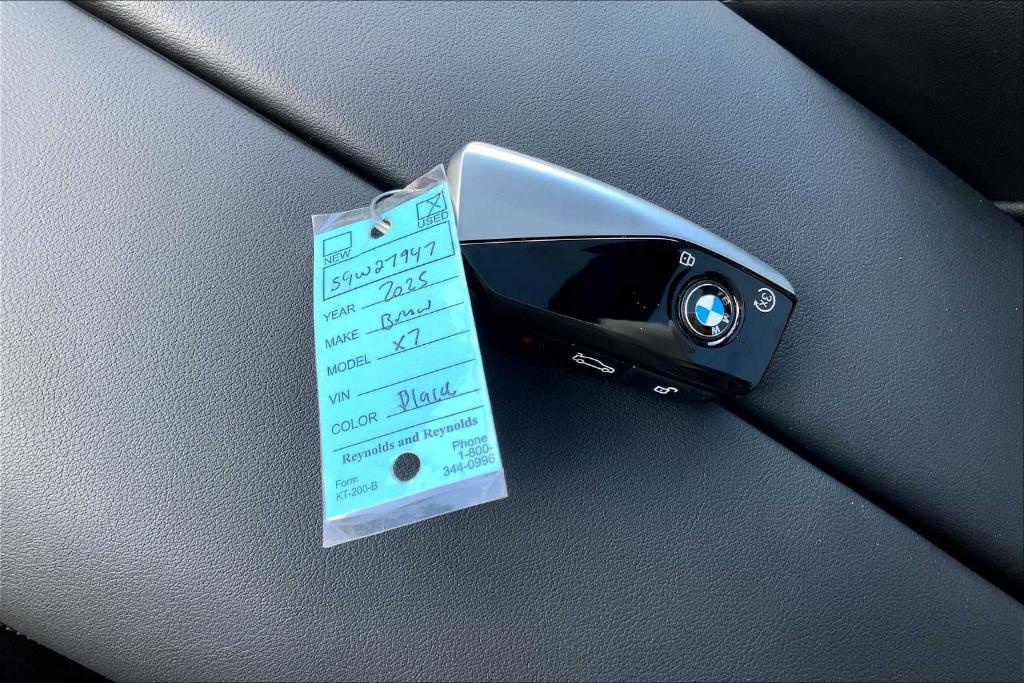 NEW
USED
S9W27947
YEAR 2025
MAKE BMW
MODEL X7
VIN
COLOR Black
Reynolds and Reynolds
Form
KT-200-B
Phone
1-800-
344-0996
3x
BMW